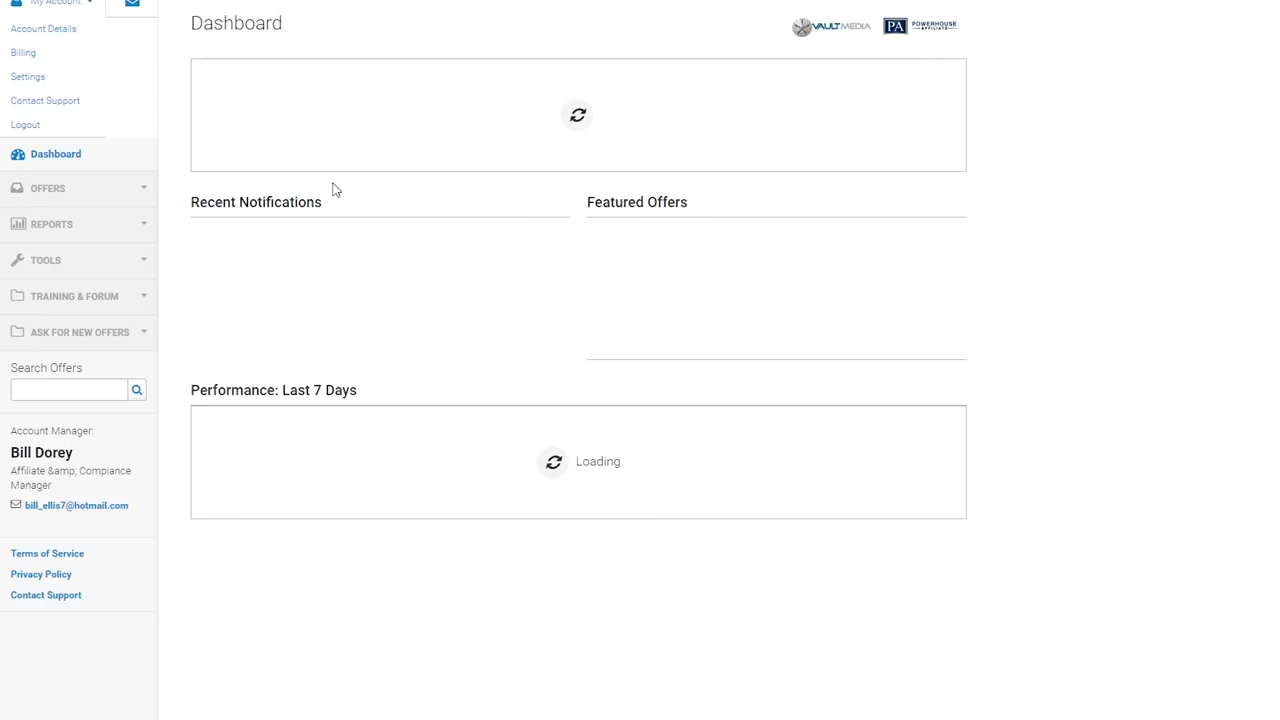 My Account
Account Details
Billing
Settings
Contact Support
Logout
Dashboard
OFFERS
REPORTS
TOOLS
TRAINING & FORUM
ASK FOR NEW OFFERS
Search Offers
Account Manager:
Bill Dorey
Affiliate &amp; Compiance
Manager
bill_ellis7@hotmail.com
Terms of Service
Privacy Policy
Contact Support
Dashboard
VAULTMEDIA
PA POWERHOUSE
AFFILIATE
Recent Notifications
Featured Offers
Performance: Last 7 Days
Loading